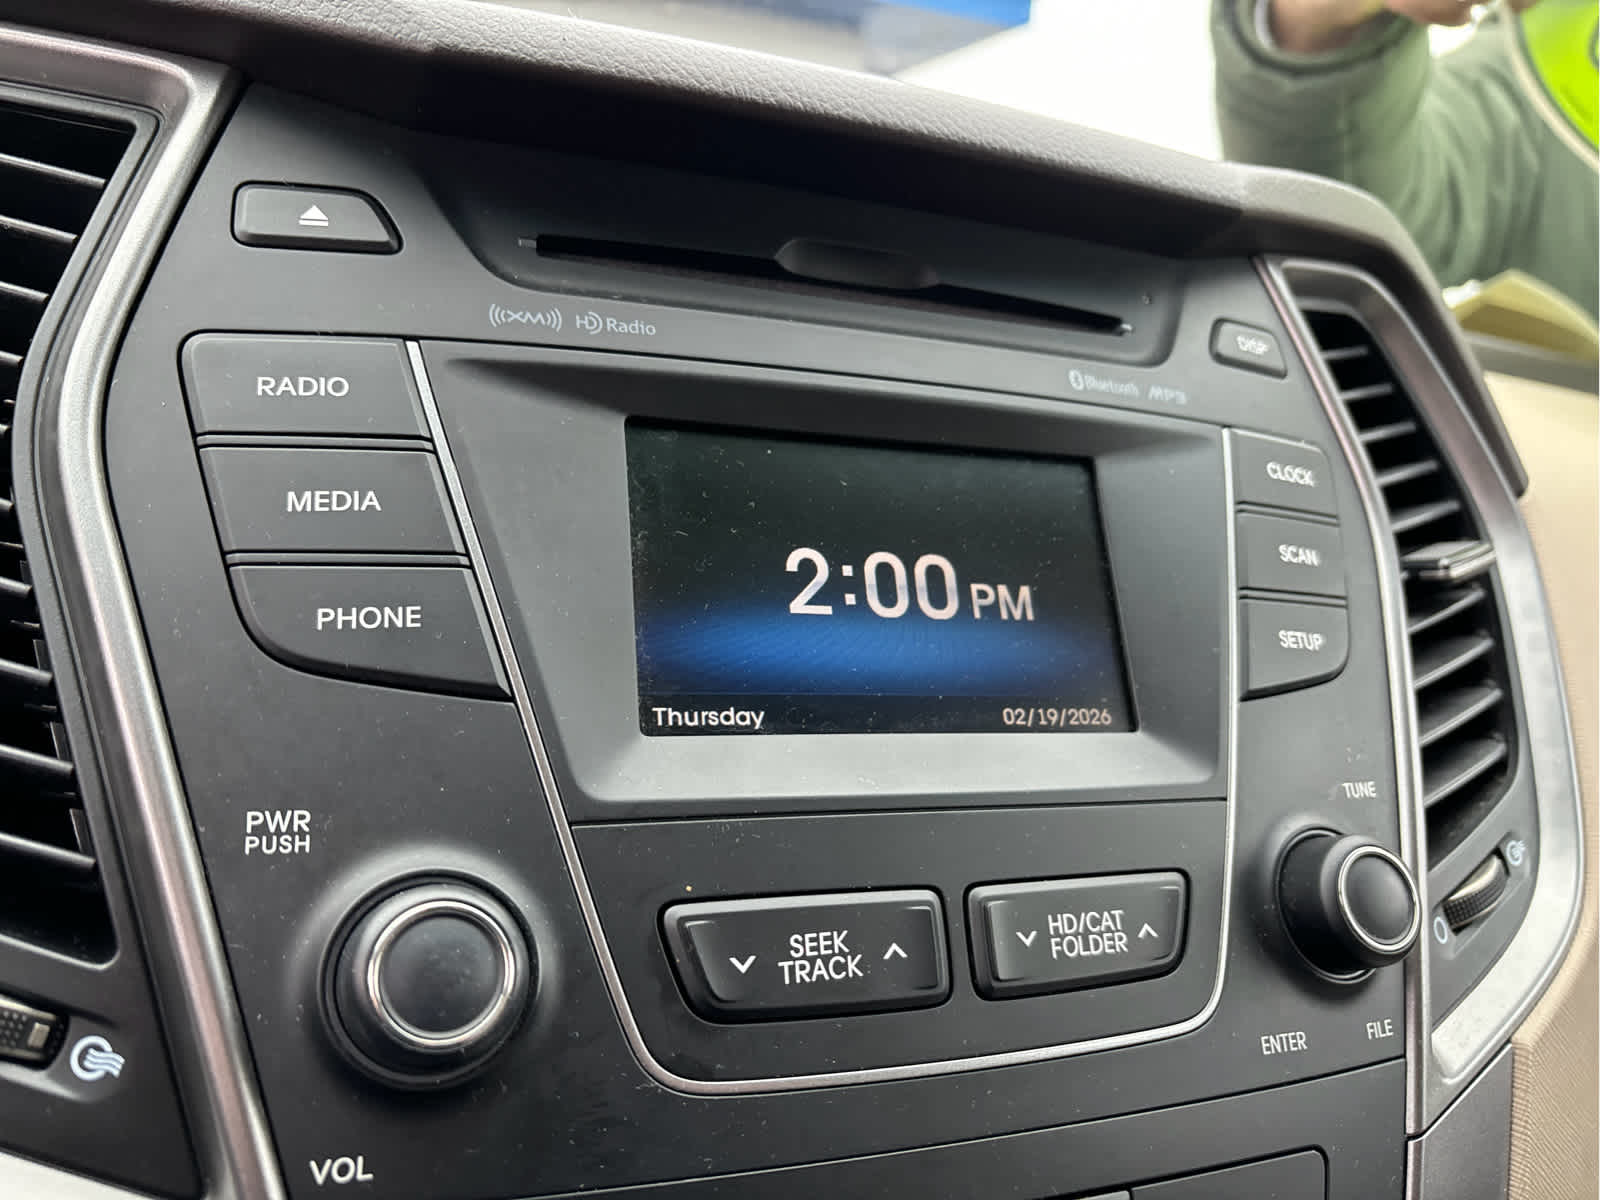 (((XM))) HD Radio
DISP
Bluetooth MP3
RADIO
MEDIA
PHONE
CLOCK
SCAN
SETUP
2:00 PM
Thursday 02/19/2026
PWR
PUSH
VOL
SEEK
TRACK
HD/CAT
FOLDER
TUNE
ENTER
FILE